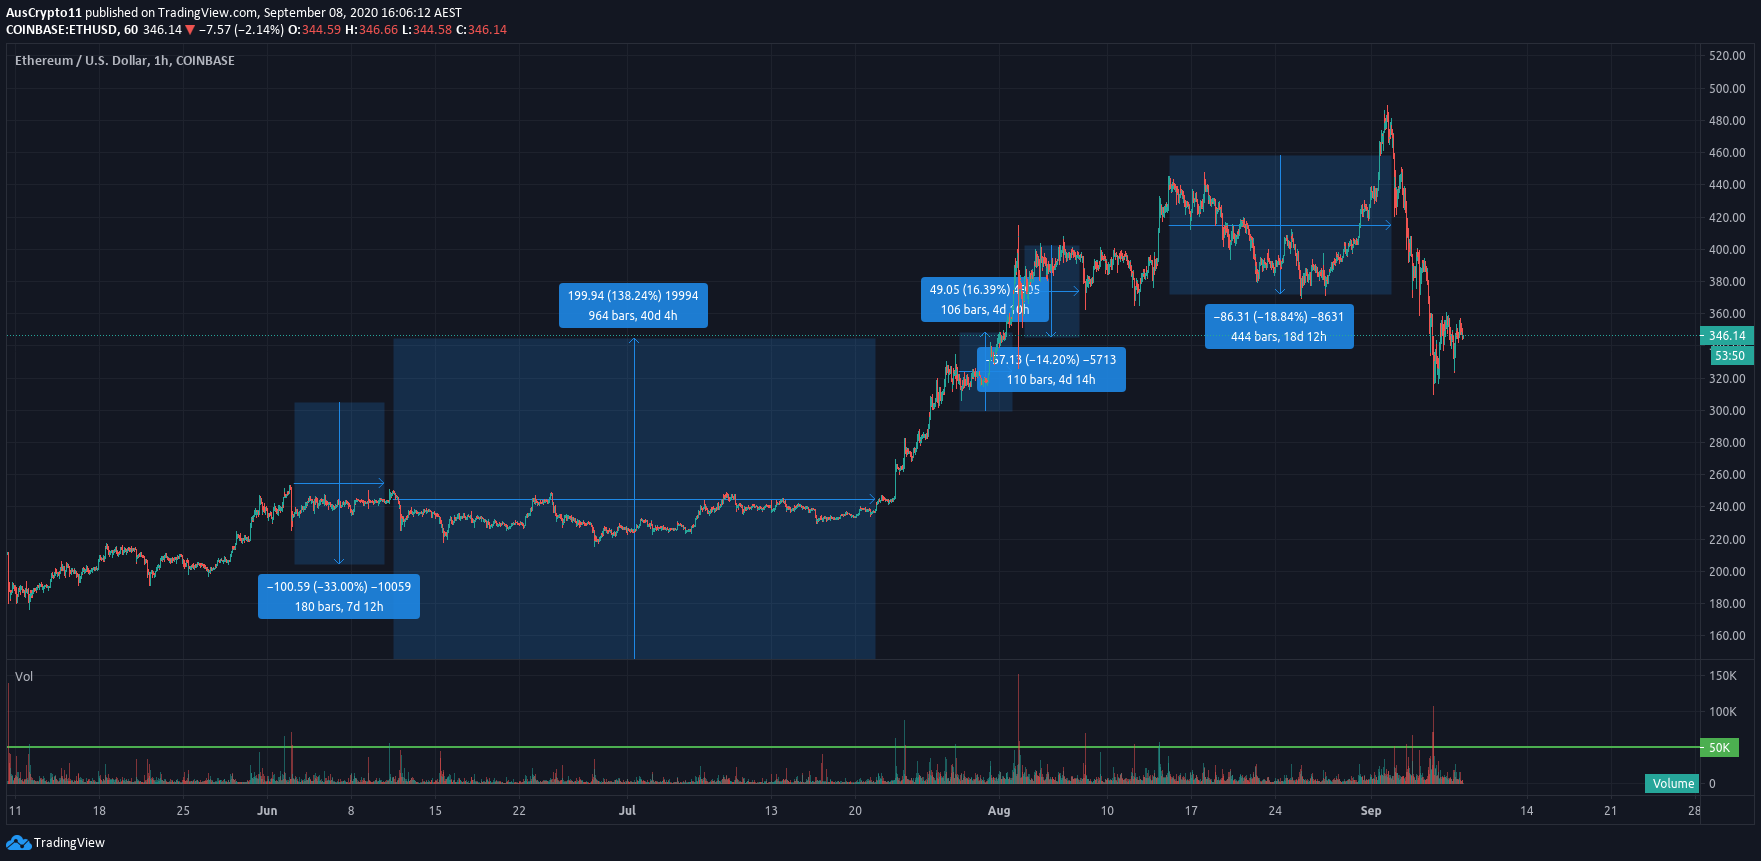 AusCrypto11 published on TradingView.com, September 08, 2020 16:06:12 AEST
COINBASE:ETHUSD, 60 346.14 ▼ −7.57 (−2.14%) O:344.59 H:346.66 L:344.58 C:346.14
Ethereum / U.S. Dollar, 1h, COINBASE
520.00
500.00
480.00
460.00
440.00
420.00
400.00
380.00
360.00
346.14
53:50
320.00
300.00
280.00
260.00
240.00
220.00
200.00
180.00
160.00
199.94 (138.24%) 19994
964 bars, 40d 4h
49.05 (16.39%) 4905
106 bars, 4d 10h
−86.31 (−18.84%) −8631
444 bars, 18d 12h
−57.13 (−14.20%) −5713
110 bars, 4d 14h
−100.59 (−33.00%) −10059
180 bars, 7d 12h
Vol
150K
100K
50K
Volume 0
11 18 25 Jun 8 15 22 Jul 13 20 Aug 10 17 24 Sep 14 21 28
TradingView